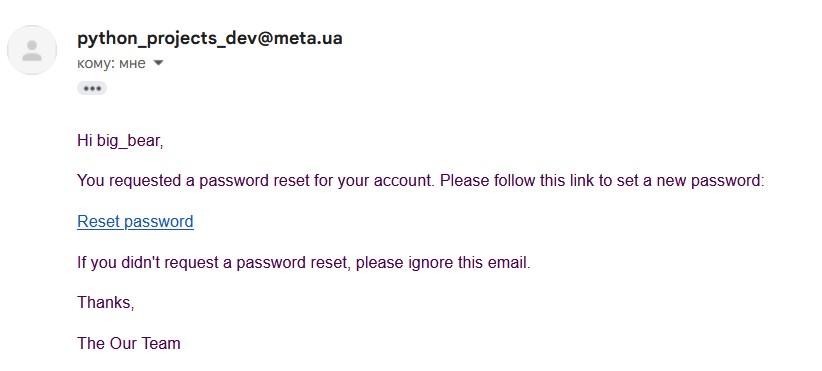 python_projects_dev@meta.ua
кому: мне
Hi big_bear,
You requested a password reset for your account. Please follow this link to set a new password:
Reset password
If you didn't request a password reset, please ignore this email.
Thanks,
The Our Team